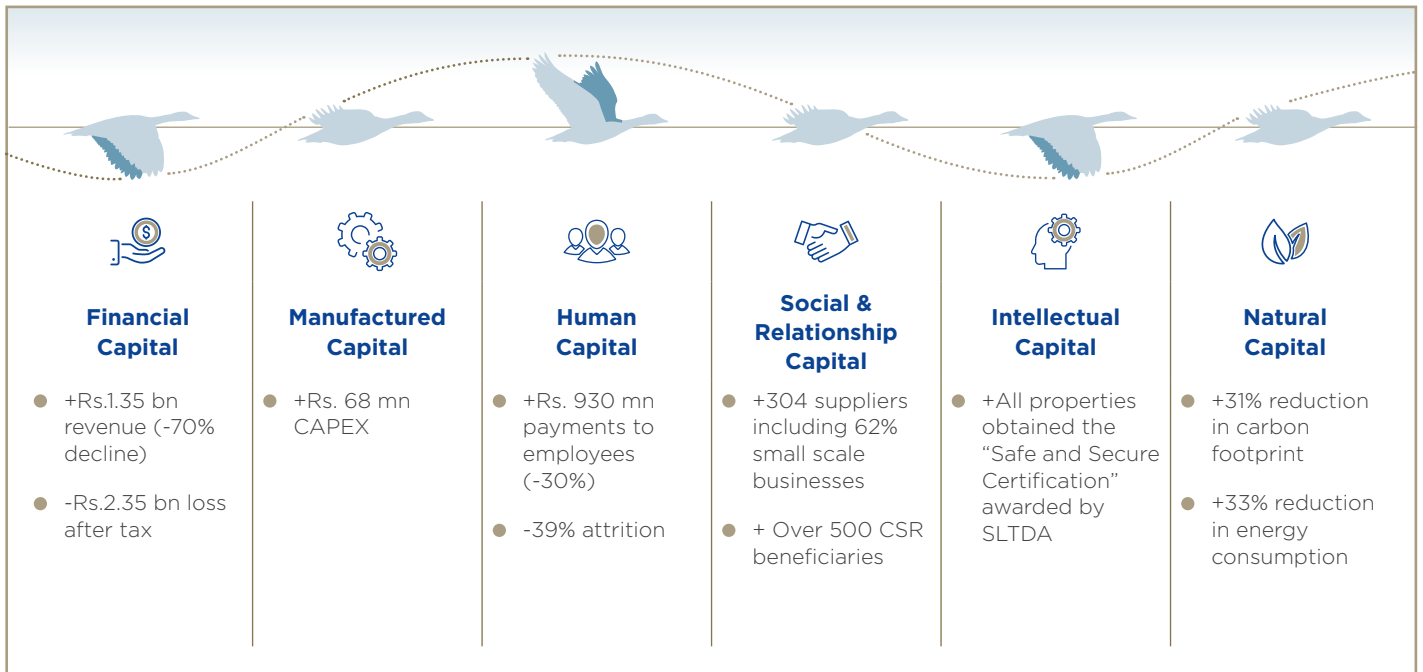 Financial
Capital
+Rs.1.35 bn
revenue (-70%
decline)
-Rs.2.35 bn loss
after tax
Manufactured
Capital
+Rs. 68 mn
CAPEX
Human
Capital
+Rs. 930 mn
payments to
employees
(-30%)
-39% attrition
Social &
Relationship
Capital
+304 suppliers
including 62%
small scale
businesses
+ Over 500 CSR
beneficiaries
Intellectual
Capital
+All properties
obtained the
“Safe and Secure
Certification”
awarded by
SLTDA
Natural
Capital
+31% reduction
in carbon
footprint
+33% reduction
in energy
consumption